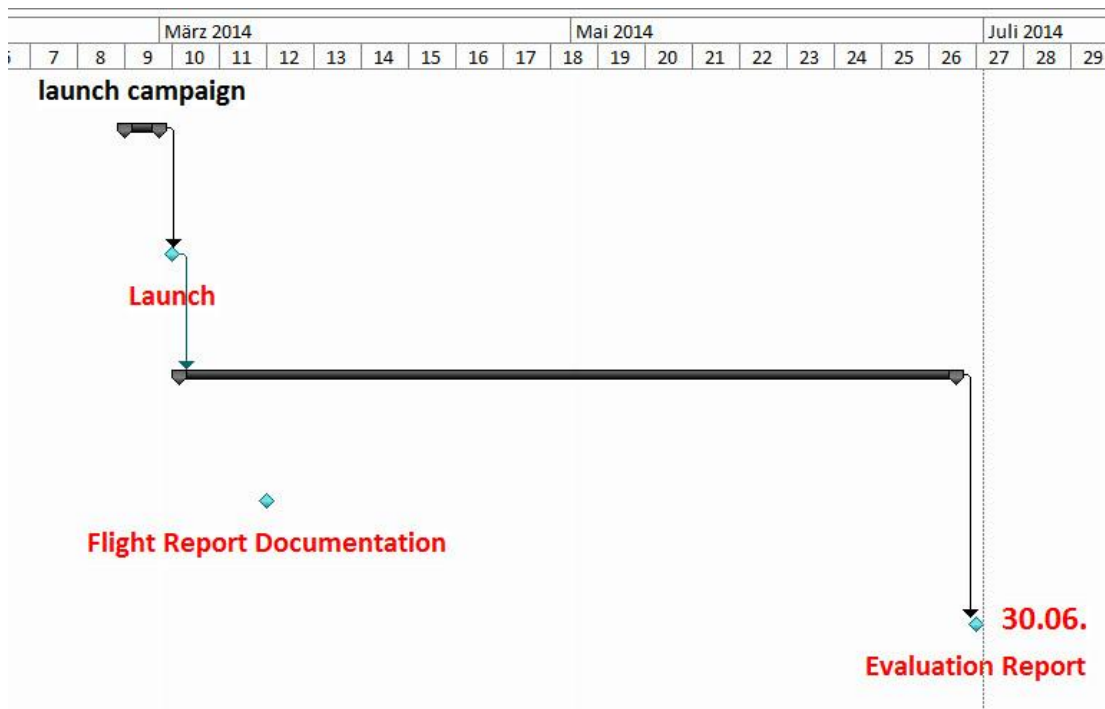 März 2014 Mai 2014 Juli 2014
7 8 9 10 11 12 13 14 15 16 17 18 19 20 21 22 23 24 25 26 27 28 29
launch campaign
Launch
Flight Report Documentation
30.06.
Evaluation Report